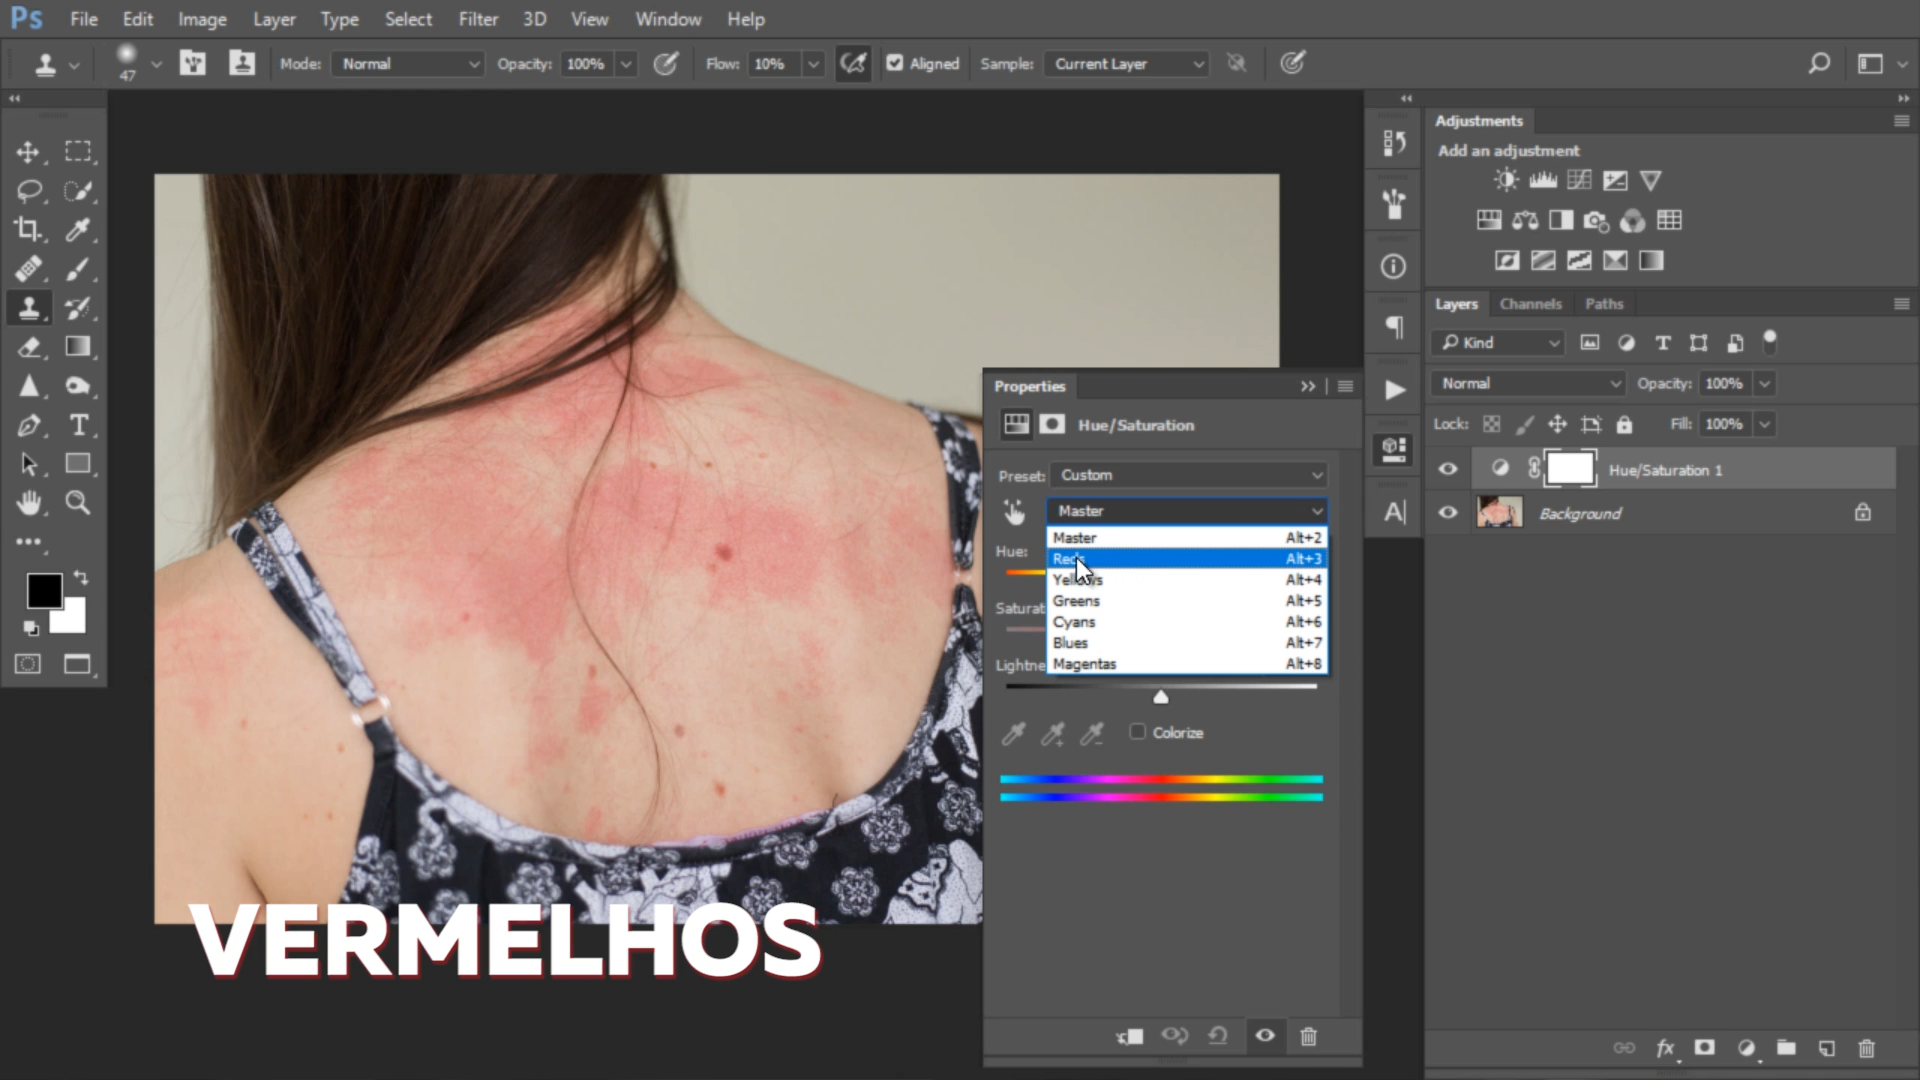 Ps File Edit Image Layer Type Select Filter 3D View Window Help
47 Mode: Normal Opacity: 100% Flow: 10% Aligned Sample: Current Layer
Adjustments
Add an adjustment
Layers Channels Paths
Kind
Normal Opacity: 100%
Lock: Fill: 100%
Hue/Saturation 1
Background
Properties
Hue/Saturation
Preset: Custom
Master
Master Alt+2
Alt+3
Alt+4
Greens Alt+5
Cyans Alt+6
Blues Alt+7
Magentas Alt+8
Hue:
Saturat
Lightne
Colorize
VERMELHOS